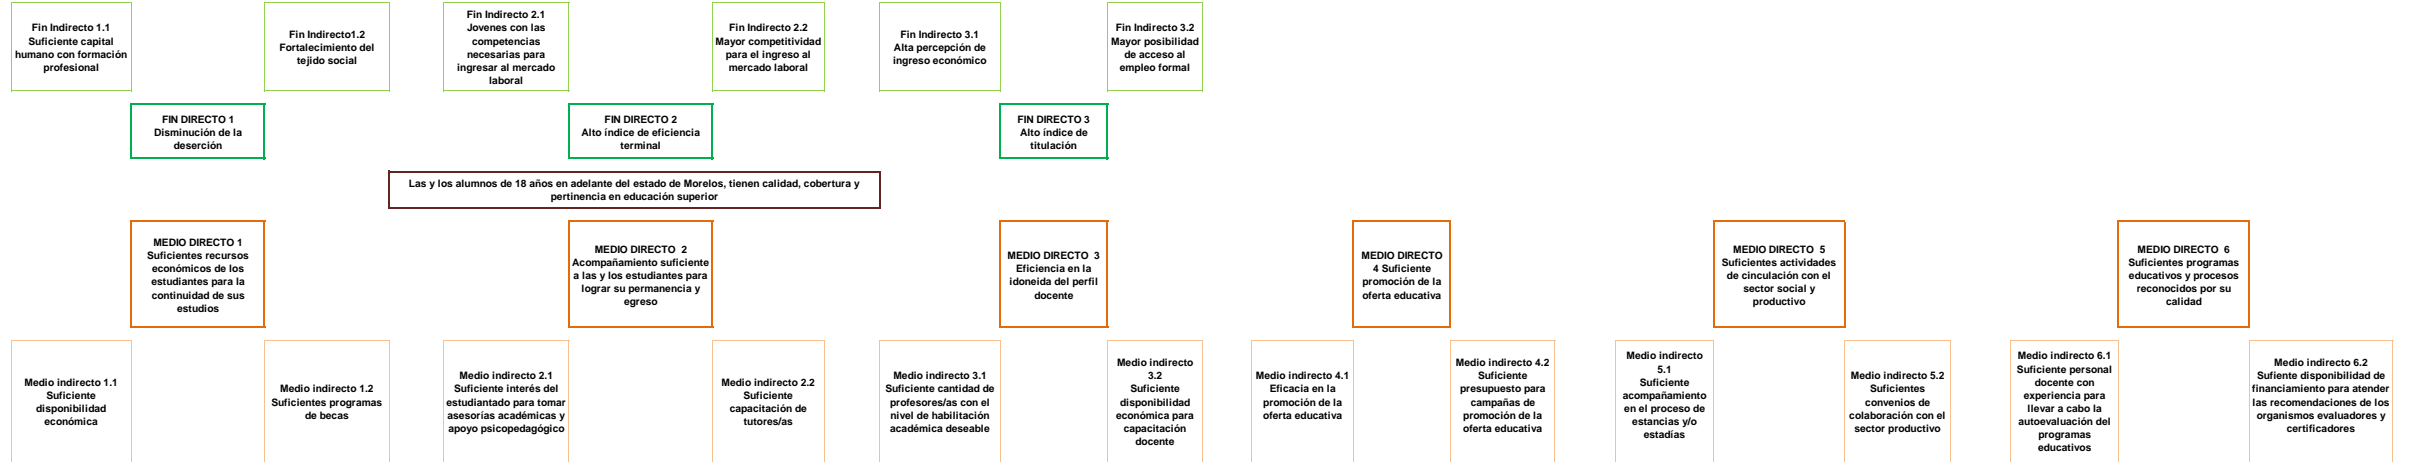 Fin Indirecto 1.1
Suficiente capital
humano con formación
profesional
Fin Indirecto1.2
Fortalecimiento del
tejido social
Fin Indirecto 2.1
Jovenes con las
competencias
necesarias para
ingresar al mercado
laboral
Fin Indirecto 2.2
Mayor competitividad
para el ingreso al
mercado laboral
Fin Indirecto 3.1
Alta percepción de
ingreso económico
Fin Indirecto 3.2
Mayor posibilidad
de acceso al
empleo formal
FIN DIRECTO 1
Disminución de la
deserción
FIN DIRECTO 2
Alto índice de eficiencia
terminal
FIN DIRECTO 3
Alto índice de
titulación
Las y los alumnos de 18 años en adelante del estado de Morelos, tienen calidad, cobertura y
pertinencia en educación superior
MEDIO DIRECTO 1
Suficientes recursos
económicos de los
estudiantes para la
continuidad de sus
estudios
MEDIO DIRECTO 2
Acompañamiento suficiente
a las y los estudiantes para
lograr su permanencia y
egreso
MEDIO DIRECTO 3
Eficiencia en la
idoneida del perfil
docente
MEDIO DIRECTO
4 Suficiente
promoción de la
oferta educativa
MEDIO DIRECTO 5
Suficientes actividades
de cinculación con el
sector social y
productivo
MEDIO DIRECTO 6
Suficientes programas
educativos y procesos
reconocidos por su
calidad
Medio indirecto 1.1
Suficiente
disponibilidad
económica
Medio indirecto 1.2
Suficientes programas
de becas
Medio indirecto 2.1
Suficiente interés del
estudiantado para tomar
asesorías académicas y
apoyo psicopedagógico
Medio indirecto 2.2
Suficiente
capacitación de
tutores/as
Medio indirecto 3.1
Suficiente cantidad de
profesores/as con el
nivel de habilitación
académica deseable
Medio indirecto
3.2
Suficiente
disponibilidad
económica para
capacitación
docente
Medio indirecto 4.1
Eficacia en la
promoción de la
oferta educativa
Medio indirecto 4.2
Suficiente
presupuesto para
campañas de
promoción de la
oferta educativa
Medio indirecto
5.1
Suficiente
acompañamiento
en el proceso de
estancias y/o
estadías
Medio indirecto 5.2
Suficientes
convenios de
colaboración con el
sector productivo
Medio indirecto 6.1
Suficiente personal
docente con
experiencia para
llevar a cabo la
autoevaluación del
programas
educativos
Medio indirecto 6.2
Sufiente disponibilidad de
financiamiento para atender
las recomendaciones de los
organismos evaluadores y
certificadores